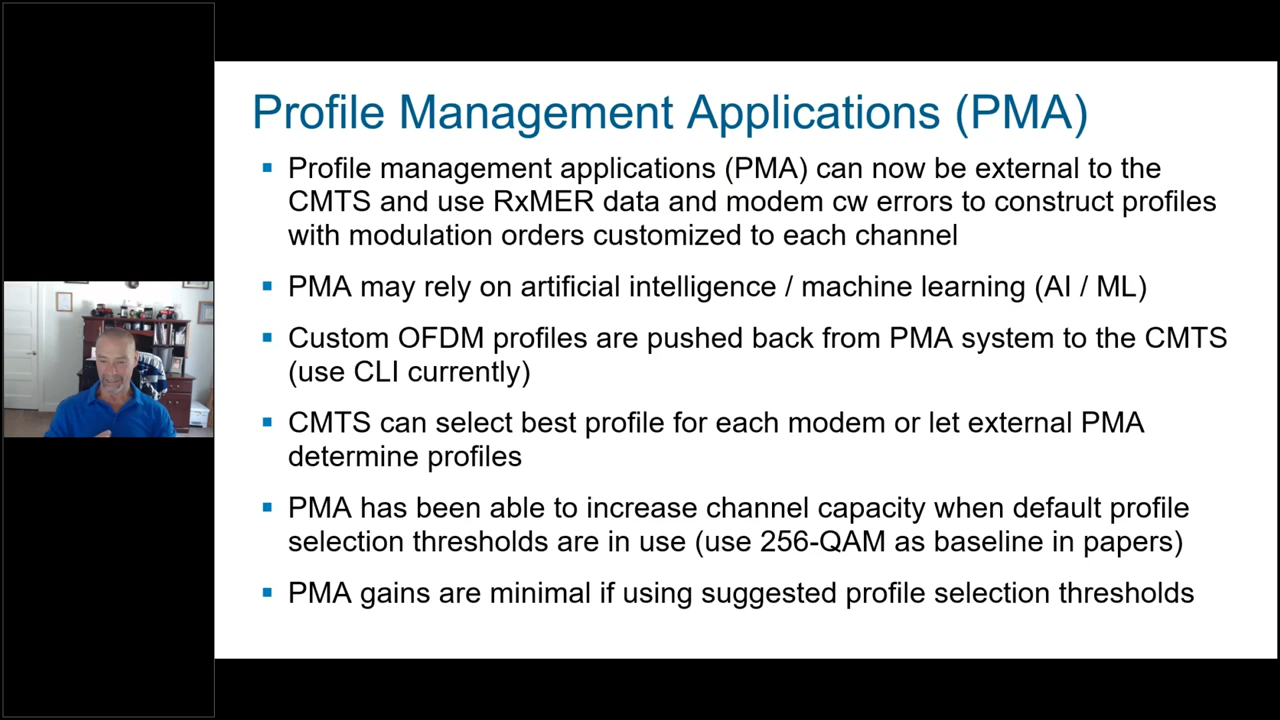 Profile Management Applications (PMA)
▪ Profile management applications (PMA) can now be external to the
CMTS and use RxMER data and modem cw errors to construct profiles
with modulation orders customized to each channel
▪ PMA may rely on artificial intelligence / machine learning (AI / ML)
▪ Custom OFDM profiles are pushed back from PMA system to the CMTS
(use CLI currently)
▪ CMTS can select best profile for each modem or let external PMA
determine profiles
▪ PMA has been able to increase channel capacity when default profile
selection thresholds are in use (use 256-QAM as baseline in papers)
▪ PMA gains are minimal if using suggested profile selection thresholds